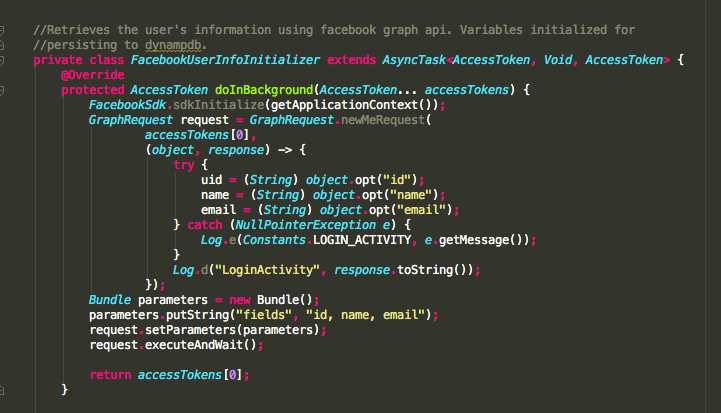 //Retrieves the user's information using facebook graph api. Variables initialized for
//persisting to dynampdb.
private class FacebookUserInfoInitializer extends AsyncTask<AccessToken, Void, AccessToken> {
    @Override
    protected AccessToken doInBackground(AccessToken... accessTokens) {
        FacebookSdk.sdkInitialize(getApplicationContext());
        GraphRequest request = GraphRequest.newMeRequest(
                accessTokens[0],
                (object, response) -> {
                    try {
                        uid = (String) object.opt("id");
                        name = (String) object.opt("name");
                        email = (String) object.opt("email");
                    } catch (NullPointerException e) {
                        Log.e(Constants.LOGIN_ACTIVITY, e.getMessage());
                    }
                    Log.d("LoginActivity", response.toString());
                });
        Bundle parameters = new Bundle();
        parameters.putString("fields", "id, name, email");
        request.setParameters(parameters);
        request.executeAndWait();

        return accessTokens[0];
    }